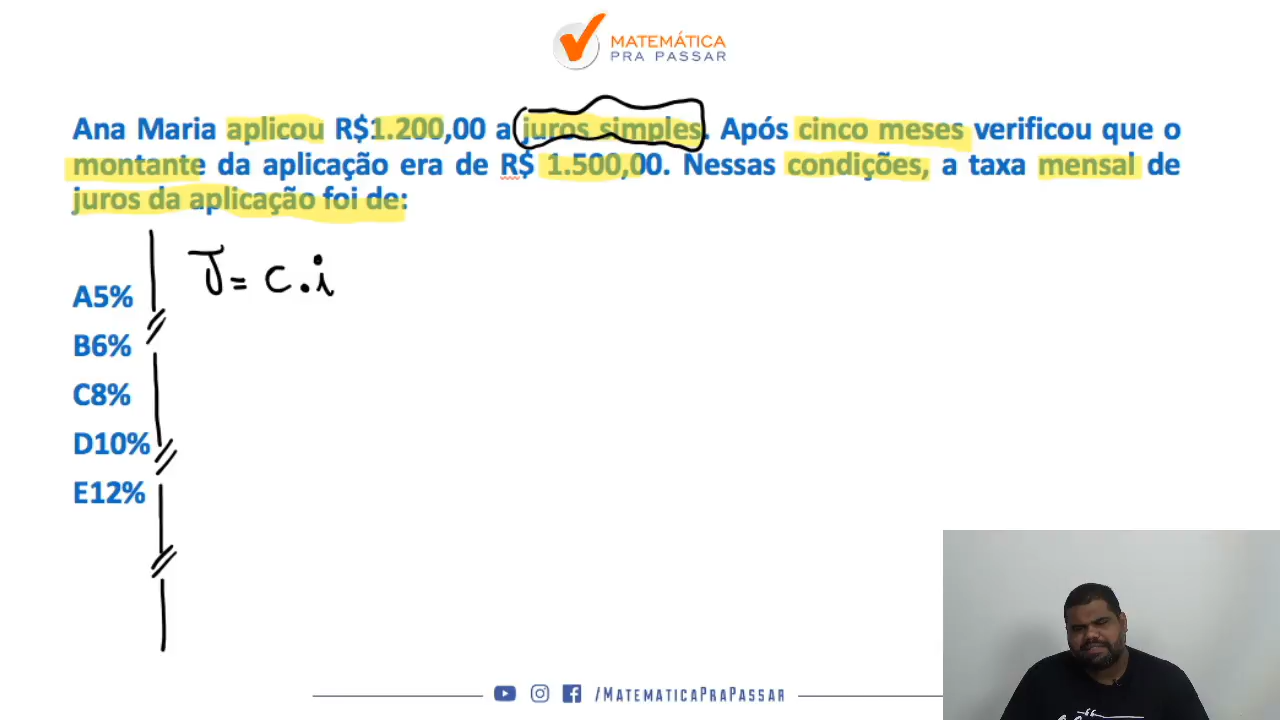 MATEMÁTICA
PRA PASSAR
Ana Maria aplicou R$1.200,00 a juros simples. Após cinco meses verificou que o
montante da aplicação era de R$ 1.500,00. Nessas condições, a taxa mensal de
juros da aplicação foi de:
J = c.i
A5%
B6%
C8%
D10%
E12%
/MatematicaPraPassar